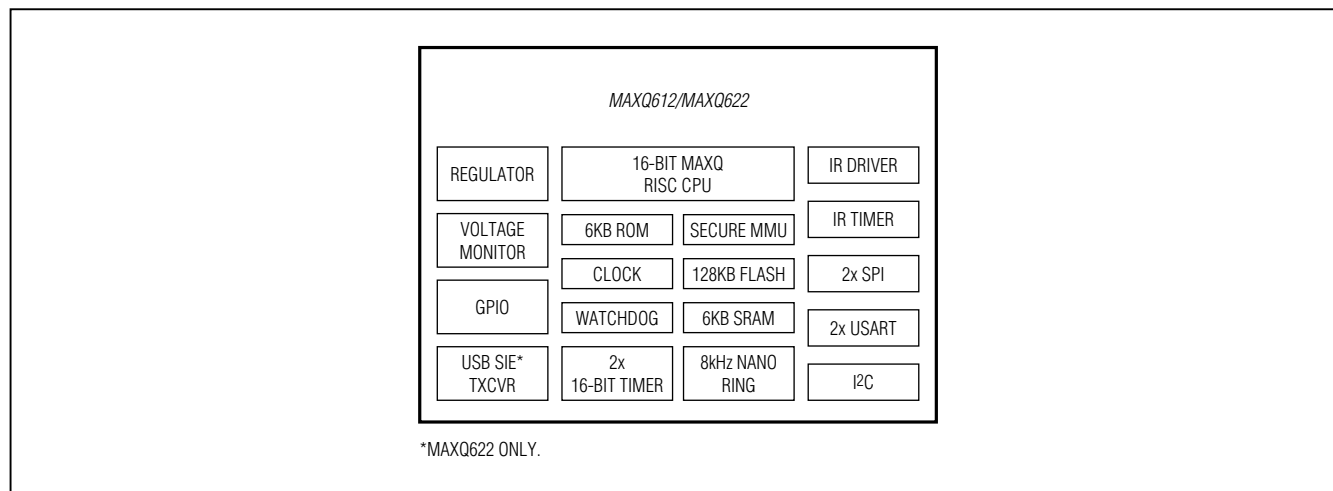 MAXQ612/MAXQ622
REGULATOR
16-BIT MAXQ
RISC CPU
IR DRIVER
VOLTAGE
MONITOR
6KB ROM
SECURE MMU
IR TIMER
CLOCK
128KB FLASH
2x SPI
GPIO
WATCHDOG
6KB SRAM
2x USART
USB SIE*
TXCVR
2x
16-BIT TIMER
8kHz NANO
RING
I²C
*MAXQ622 ONLY.